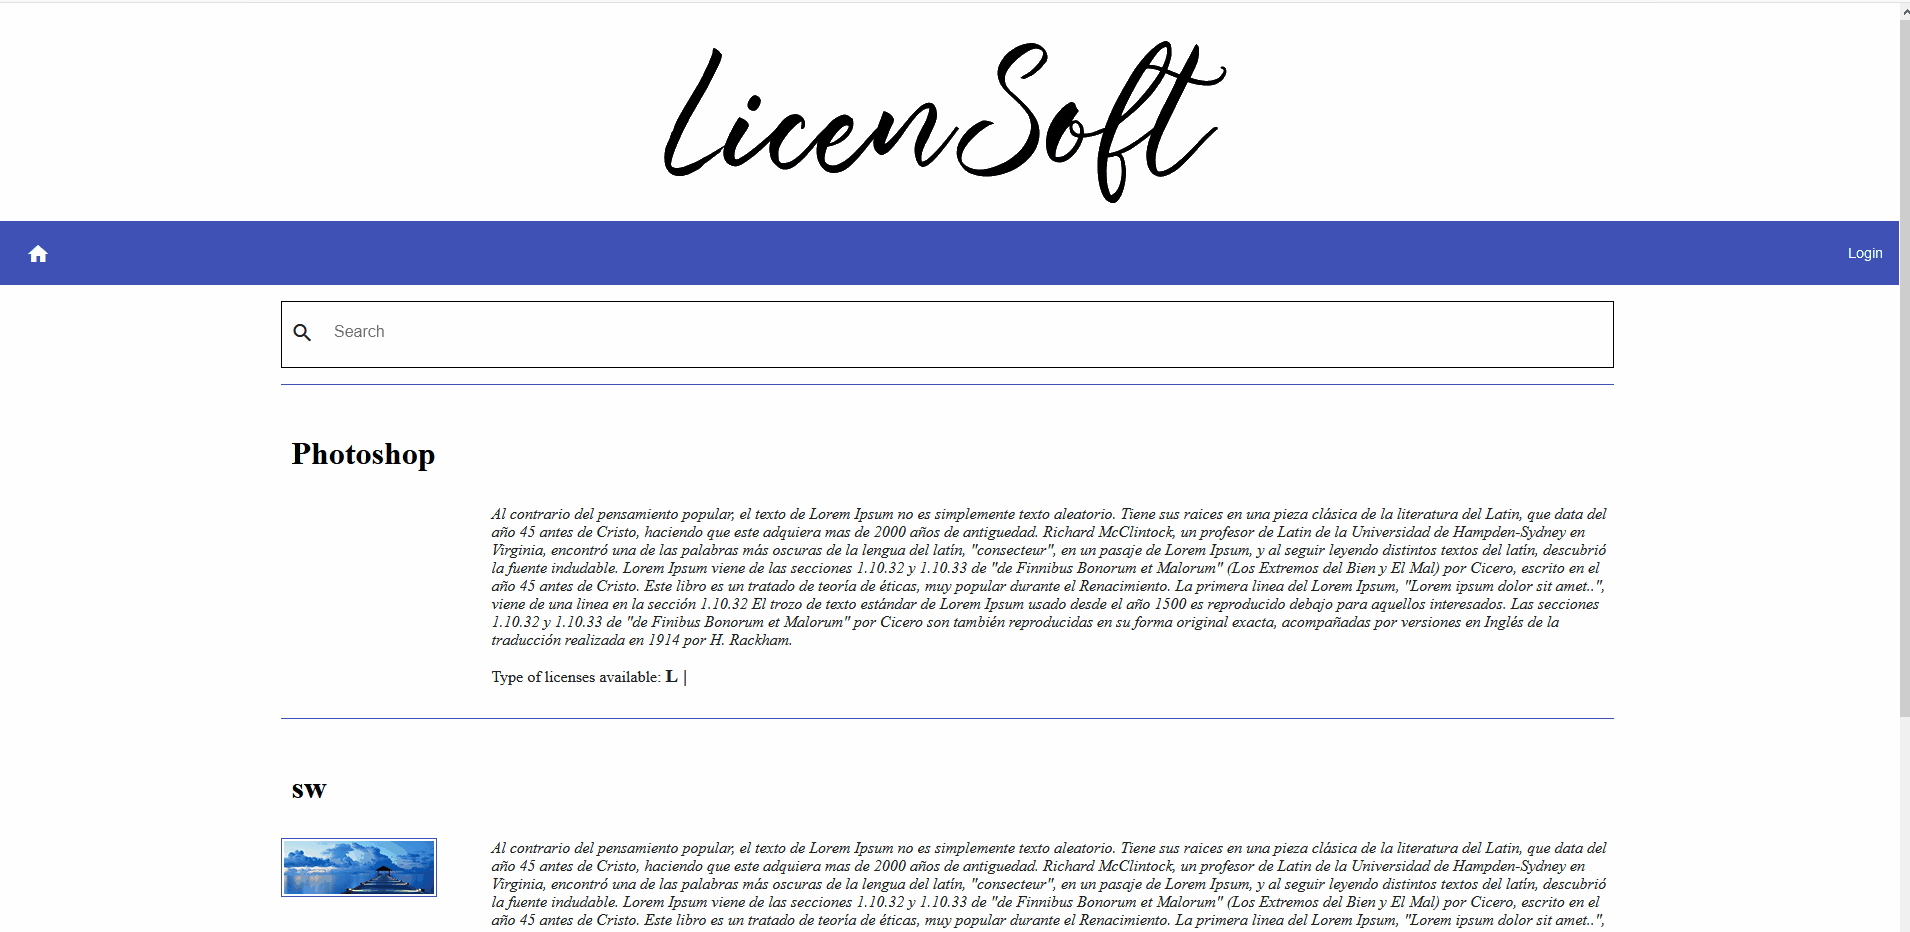 LicenSoft
Login
Search
Photoshop
Al contrario del pensamiento popular, el texto de Lorem Ipsum no es simplemente texto aleatorio. Tiene sus raices en una pieza clásica de la literatura del Latin, que data del
año 45 antes de Cristo, haciendo que este adquiera mas de 2000 años de antiguedad. Richard McClintock, un profesor de Latin de la Universidad de Hampden-Sydney en
Virginia, encontró una de las palabras más oscuras de la lengua del latín, "consecteur", en un pasaje de Lorem Ipsum, y al seguir leyendo distintos textos del latín, descubrió
la fuente indudable. Lorem Ipsum viene de las secciones 1.10.32 y 1.10.33 de "de Finnibus Bonorum et Malorum" (Los Extremos del Bien y El Mal) por Cicero, escrito en el
año 45 antes de Cristo. Este libro es un tratado de teoría de éticas, muy popular durante el Renacimiento. La primera linea del Lorem Ipsum, "Lorem ipsum dolor sit amet..",
viene de una linea en la sección 1.10.32 El trozo de texto estándar de Lorem Ipsum usado desde el año 1500 es reproducido debajo para aquellos interesados. Las secciones
1.10.32 y 1.10.33 de "de Finibus Bonorum et Malorum" por Cicero son también reproducidas en su forma original exacta, acompañadas por versiones en Inglés de la
traducción realizada en 1914 por H. Rackham.
Type of licenses available: L |
sw
Al contrario del pensamiento popular, el texto de Lorem Ipsum no es simplemente texto aleatorio. Tiene sus raices en una pieza clásica de la literatura del Latin, que data del
año 45 antes de Cristo, haciendo que este adquiera mas de 2000 años de antiguedad. Richard McClintock, un profesor de Latin de la Universidad de Hampden-Sydney en
Virginia, encontró una de las palabras más oscuras de la lengua del latín, "consecteur", en un pasaje de Lorem Ipsum, y al seguir leyendo distintos textos del latín, descubrió
la fuente indudable. Lorem Ipsum viene de las secciones 1.10.32 y 1.10.33 de "de Finnibus Bonorum et Malorum" (Los Extremos del Bien y El Mal) por Cicero, escrito en el
año 45 antes de Cristo. Este libro es un tratado de teoría de éticas, muy popular durante el Renacimiento. La primera linea del Lorem Ipsum, "Lorem ipsum dolor sit amet..",